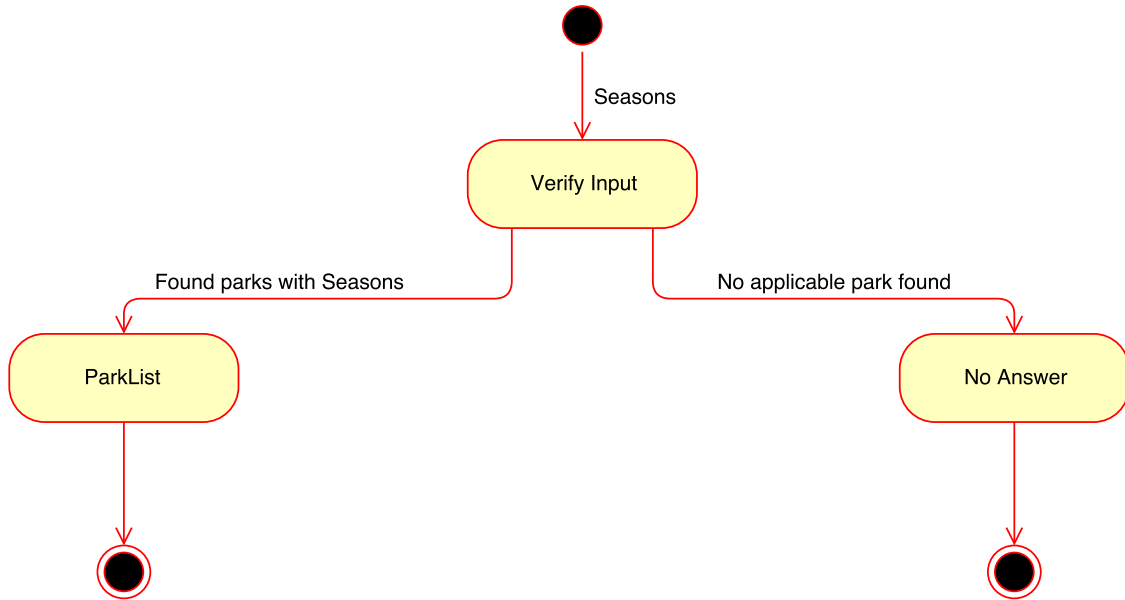 Seasons
Verify Input
Found parks with Seasons
No applicable park found
ParkList
No Answer